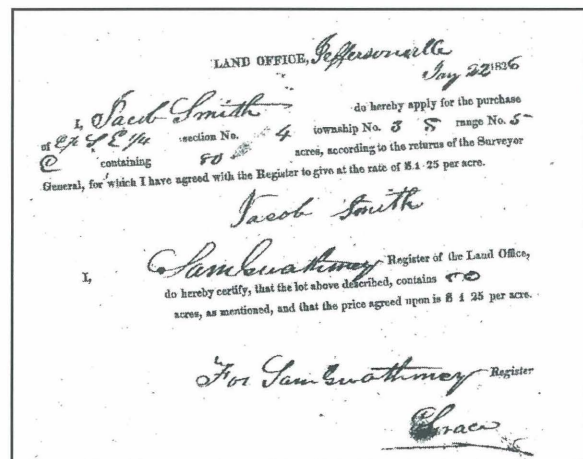 LAND OFFICE, Jeffersonville
Jay 22 1836
I, Jacob Smith do hereby apply for the purchase
of E½ S E 1/4 section No. 4 township No. 3 S range No. 5
E containing 80 acres, according to the returns of the Surveyor
General, for which I have agreed with the Register to give at the rate of $ 1 25 per acre.
Jacob Smith
I, Sam Gwathmey Register of the Land Office,
do hereby certify, that the lot above described, contains 80
acres, as mentioned, and that the price agreed upon is $ 1 25 per acre.
For Sam Gwathmey Register
Grace